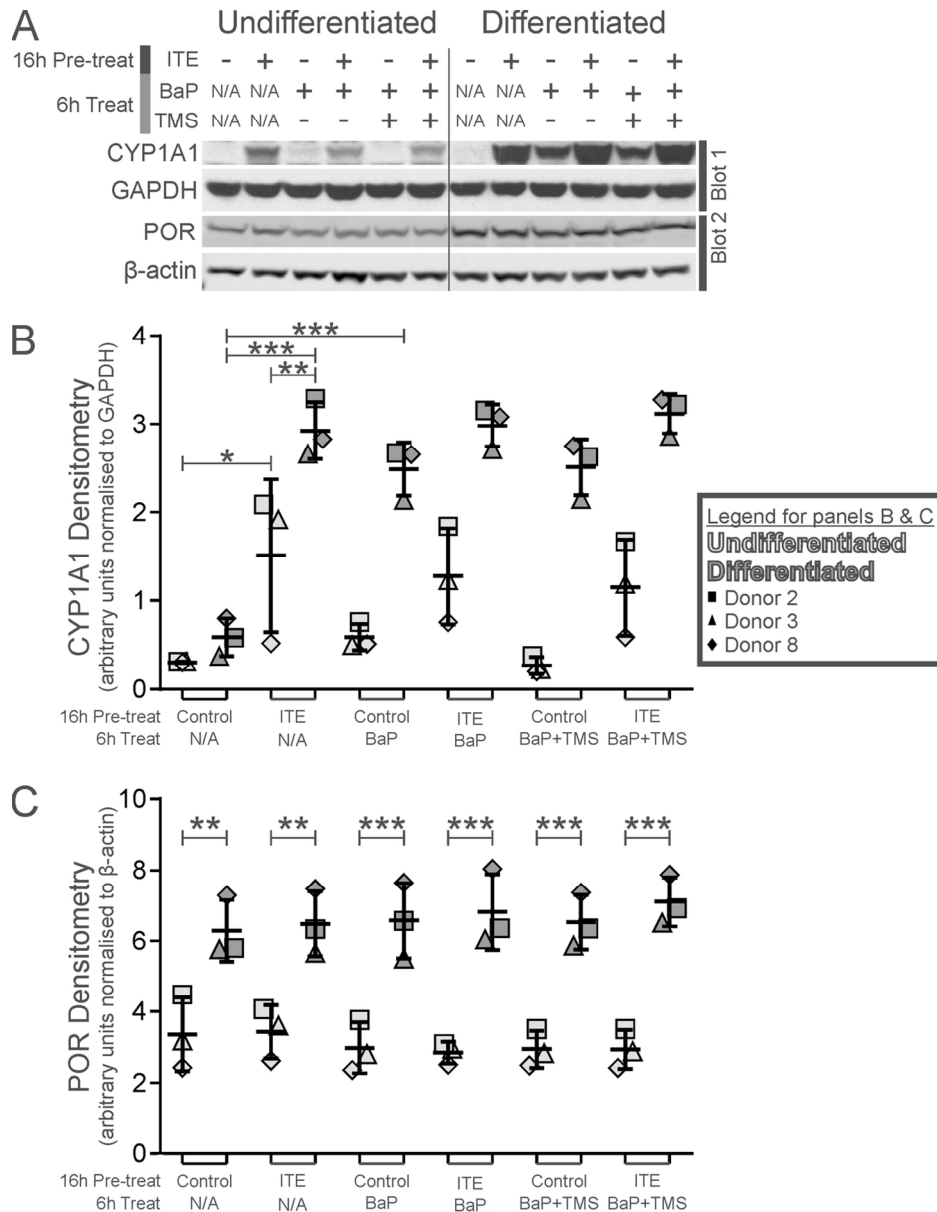 A
Undifferentiated Differentiated
16h Pre-treat ITE - + - + - + - + - + - +
6h Treat
BaP N/A N/A + + + + N/A N/A + + + +
TMS N/A N/A - - + + N/A N/A - - + +
CYP1A1
GAPDH
Blot 1
POR
β-actin
Blot 2
B
CYP1A1 Densitometry
(arbitrary units normalised to GAPDH)
4
3
2
1
0
***
***
**
*
16h Pre-treat Control ITE Control ITE Control ITE
6h Treat N/A N/A BaP BaP BaP+TMS BaP+TMS
Legend for panels B & C
Undifferentiated
Differentiated
Donor 2
Donor 3
Donor 8
C
POR Densitometry
(arbitrary units normalised to β-actin)
10
8
6
4
2
0
** ** *** *** *** ***
16h Pre-treat Control ITE Control ITE Control ITE
6h Treat N/A N/A BaP BaP BaP+TMS BaP+TMS